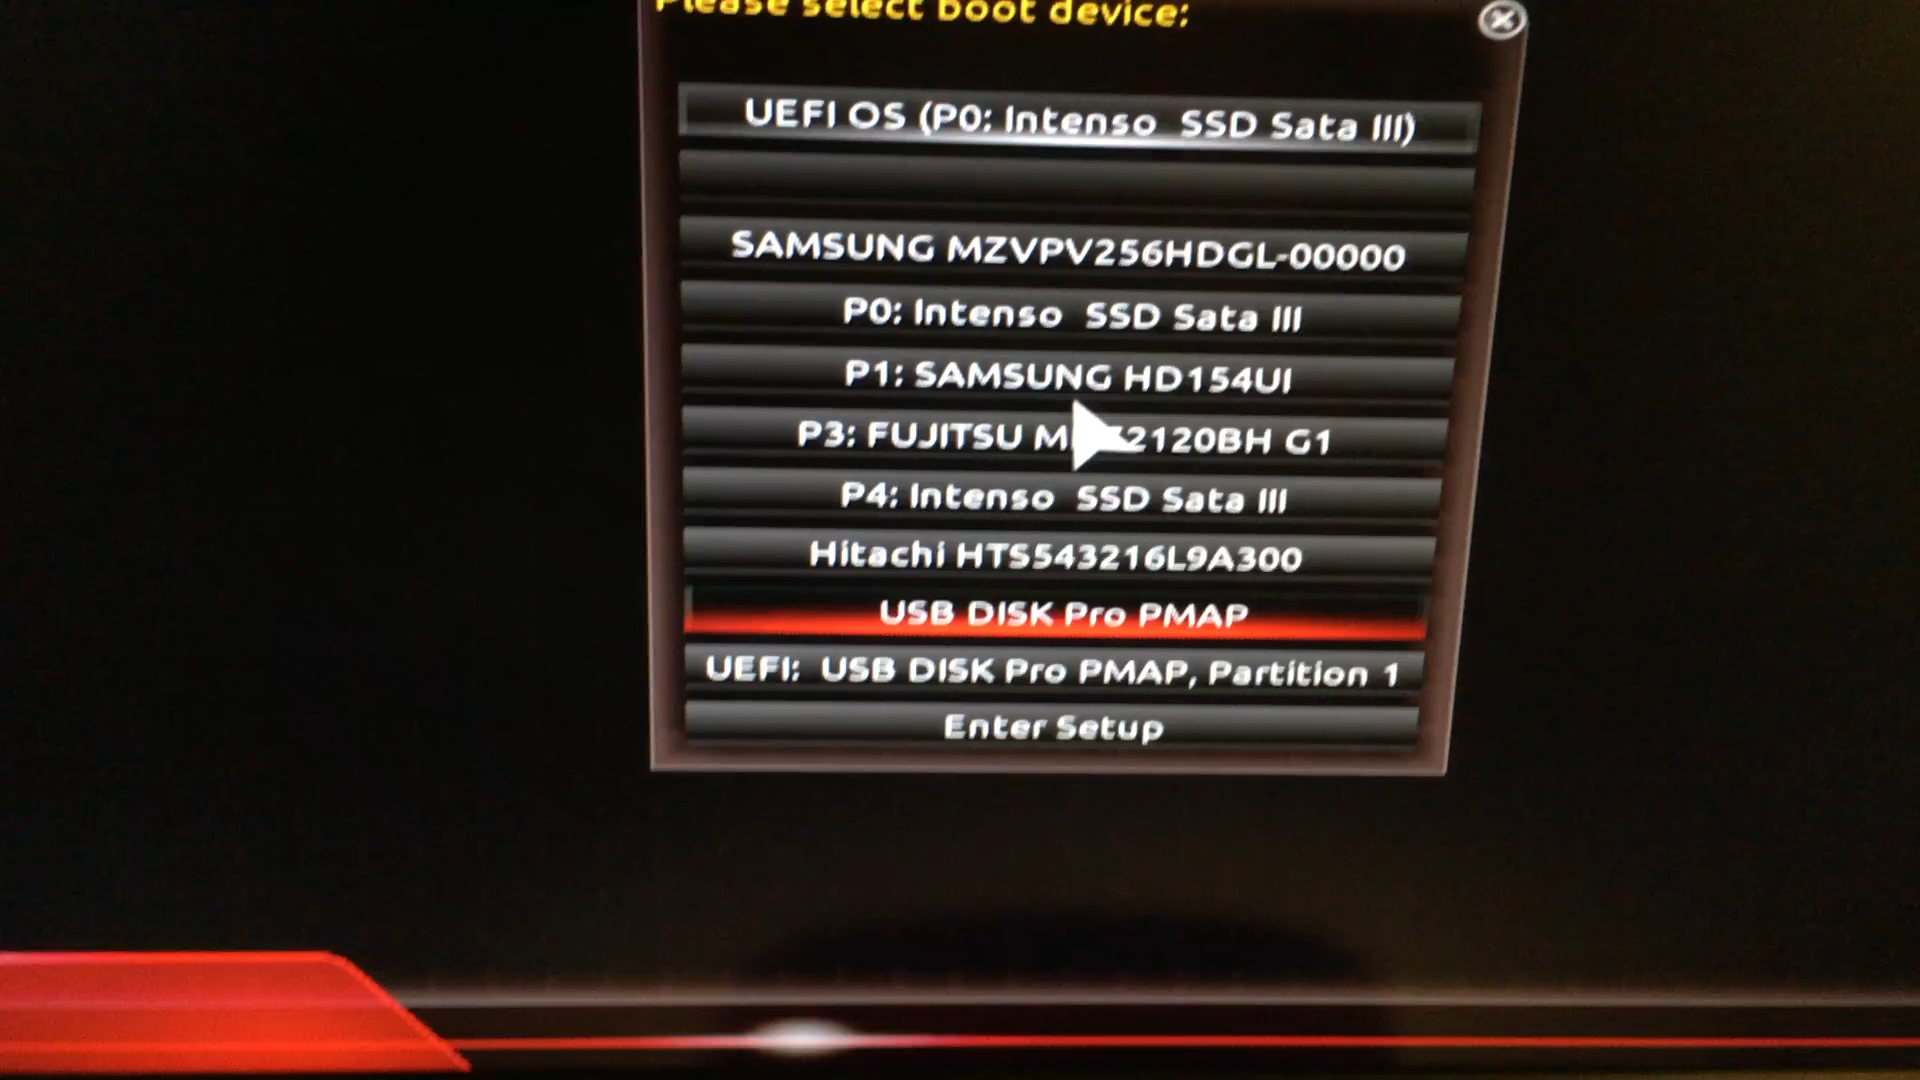 Please select boot device:
UEFI OS (P0: Intenso SSD Sata III)
SAMSUNG MZVPV256HDGL-00000
P0: Intenso SSD Sata III
P1: SAMSUNG HD154UI
P3: FUJITSU G1
P4: Intenso SSD Sata III
Hitachi HTS543216L9A300
USB DISK Pro PMAP
UEFI: USB DISK Pro PMAP, Partition 1
Enter Setup